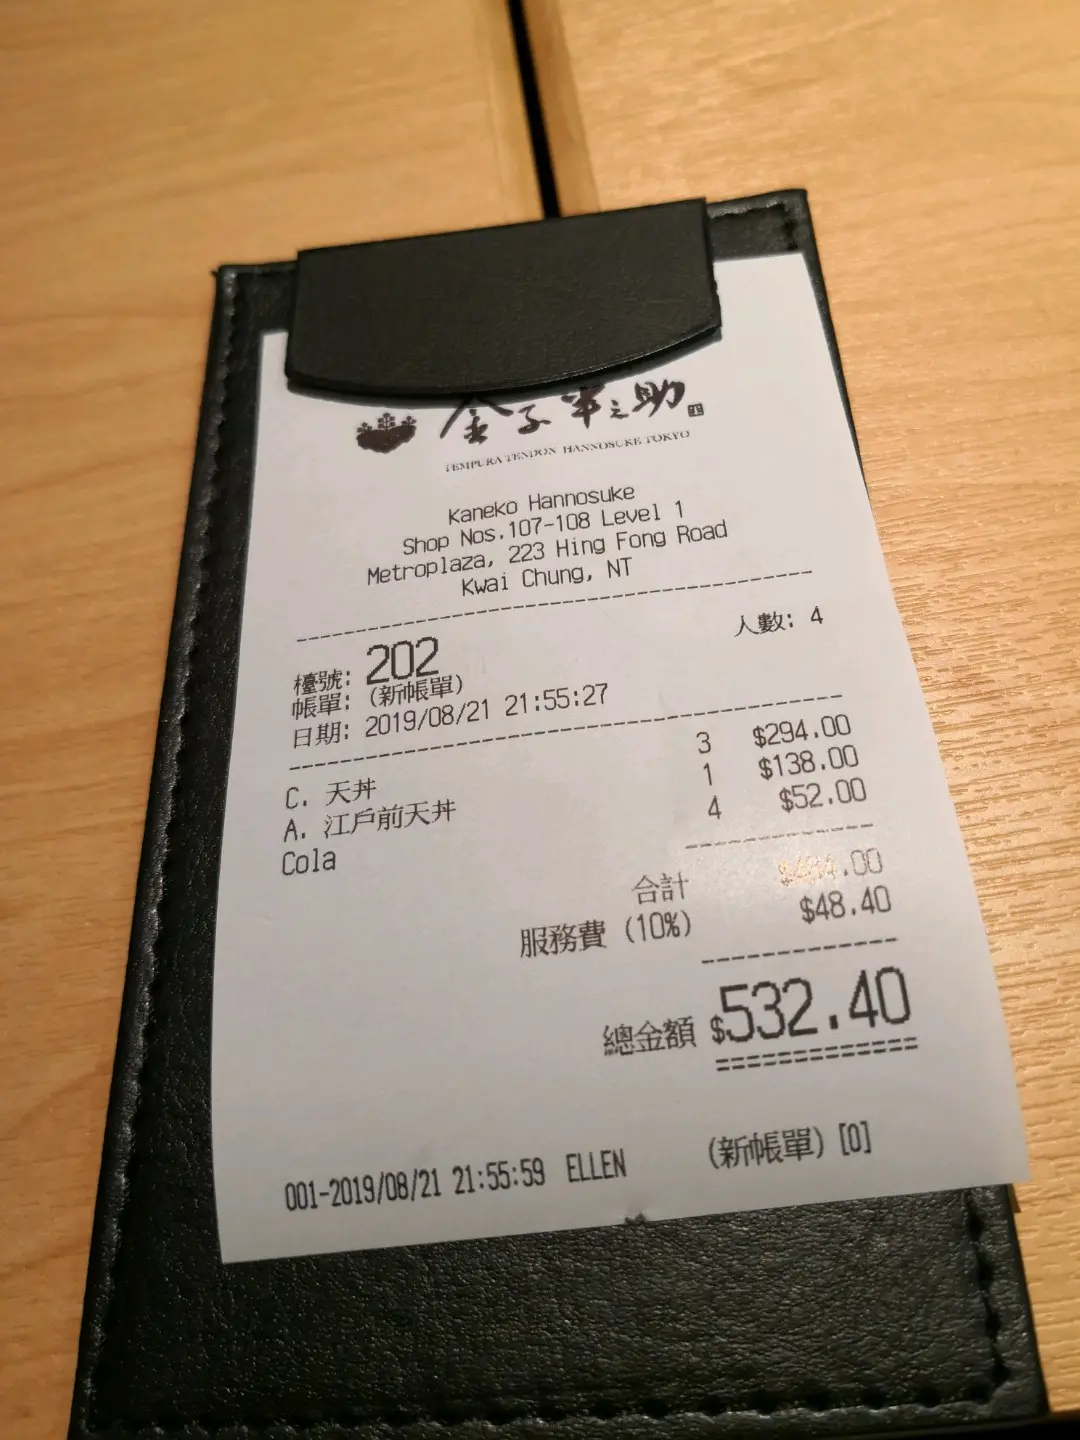 金子半之助
TEMPURA TENDON HANNOSUKE TOKYO
Kaneko Hannosuke
Shop Nos.107-108 Level 1
Metroplaza, 223 Hing Fong Road
Kwai Chung, NT
檯號: 202 人數: 4
帳單: (新帳單)
日期: 2019/08/21 21:55:27
C. 天丼 3 $294.00
A. 江戶前天丼 1 $138.00
Cola 4 $52.00
合計 $484.00
服務費 (10%) $48.40
總金額 $532.40
001-2019/08/21 21:55:59 ELLEN (新帳單) [0]